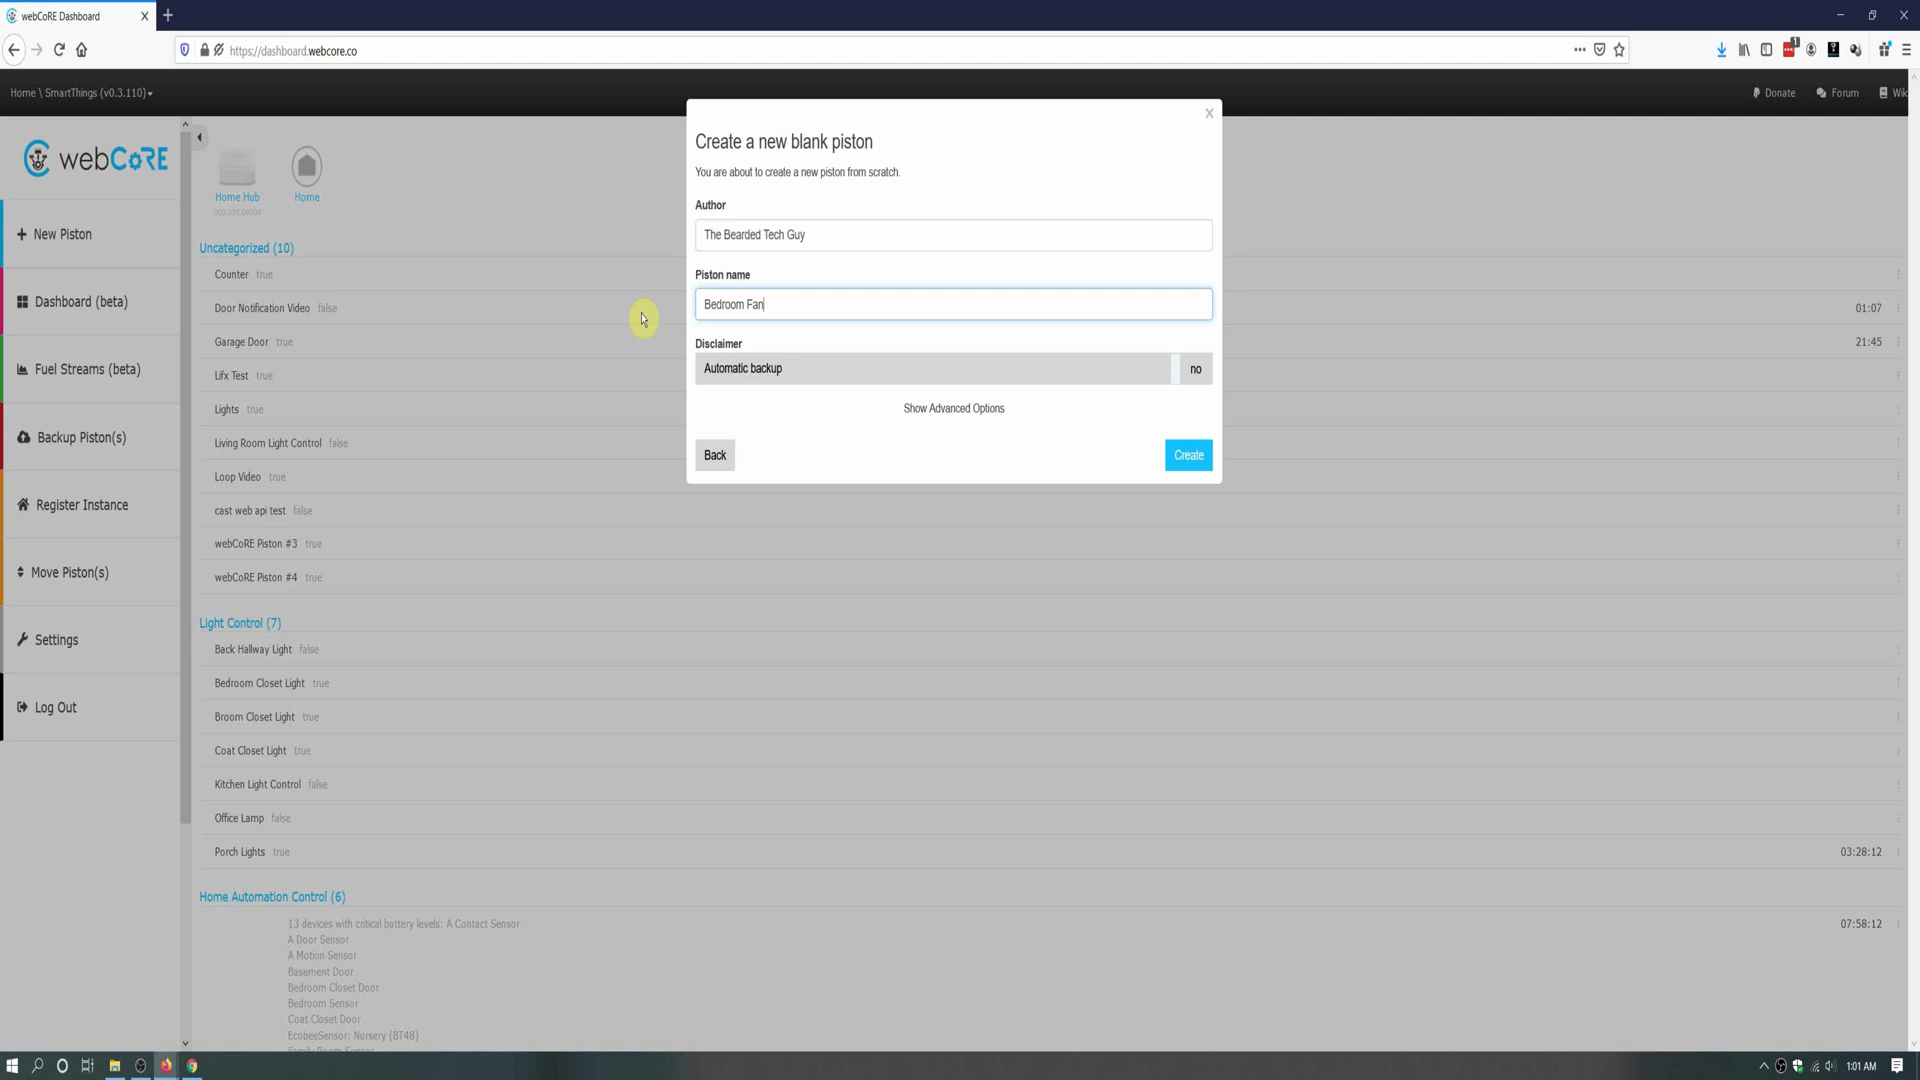 webCoRE Dashboard
https://dashboard.webcore.co
1
Home \ SmartThings (v0.3.110)
Donate
Forum
Wik
webCoRE
New Piston
Dashboard (beta)
Fuel Streams (beta)
Backup Piston(s)
Register Instance
Move Piston(s)
Settings
Log Out
Home Hub
Home
Uncategorized (10)
Counter true
Door Notification Video false
01:07
Garage Door true
21:45
Lifx Test true
Lights true
Living Room Light Control false
Loop Video true
cast web api test false
webCoRE Piston #3 true
webCoRE Piston #4 true
Light Control (7)
Back Hallway Light false
Bedroom Closet Light true
Broom Closet Light true
Coat Closet Light true
Kitchen Light Control false
Office Lamp false
Porch Lights true
03:28:12
Home Automation Control (6)
13 devices with critical battery levels: A Contact Sensor
07:58:12
A Door Sensor
A Motion Sensor
Basement Door
Bedroom Closet Door
Bedroom Sensor
Coat Closet Door
EcobeeSensor: Nursery (BT48)
Family Room Sensor
x
Create a new blank piston
You are about to create a new piston from scratch.
Author
The Bearded Tech Guy
Piston name
Bedroom Fan
Disclaimer
Automatic backup
no
Show Advanced Options
Back
Create
1:01 AM